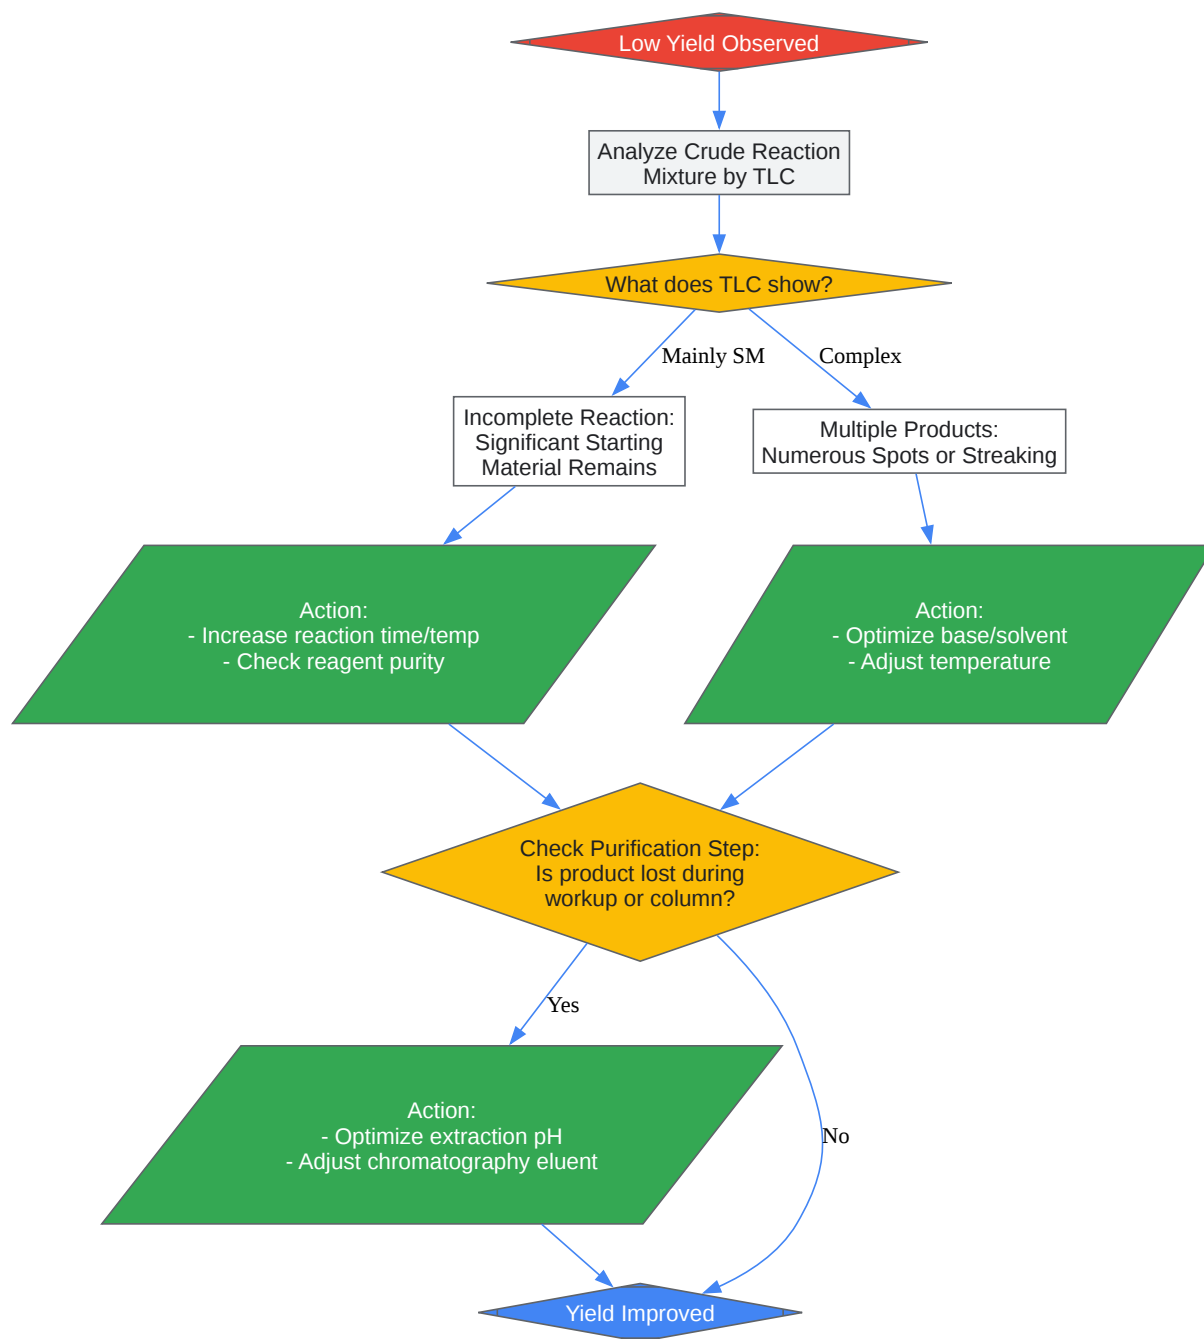 Low Yield Observed
Analyze Crude Reaction
Mixture by TLC
What does TLC show?
Mainly SM
Complex
Incomplete Reaction:
Significant Starting
Material Remains
Multiple Products:
Numerous Spots or Streaking
Action:
- Increase reaction time/temp
- Check reagent purity
Action:
- Optimize base/solvent
- Adjust temperature
Check Purification Step:
Is product lost during
workup or column?
Yes
No
Action:
- Optimize extraction pH
- Adjust chromatography eluent
Yield Improved